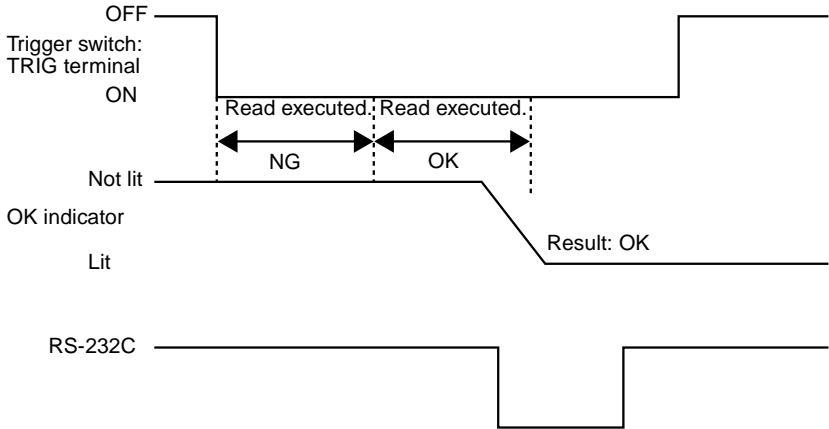 OFF
Trigger switch:
TRIG terminal
ON
Read executed. Read executed.
NG OK
Not lit
OK indicator
Result: OK
Lit
RS-232C